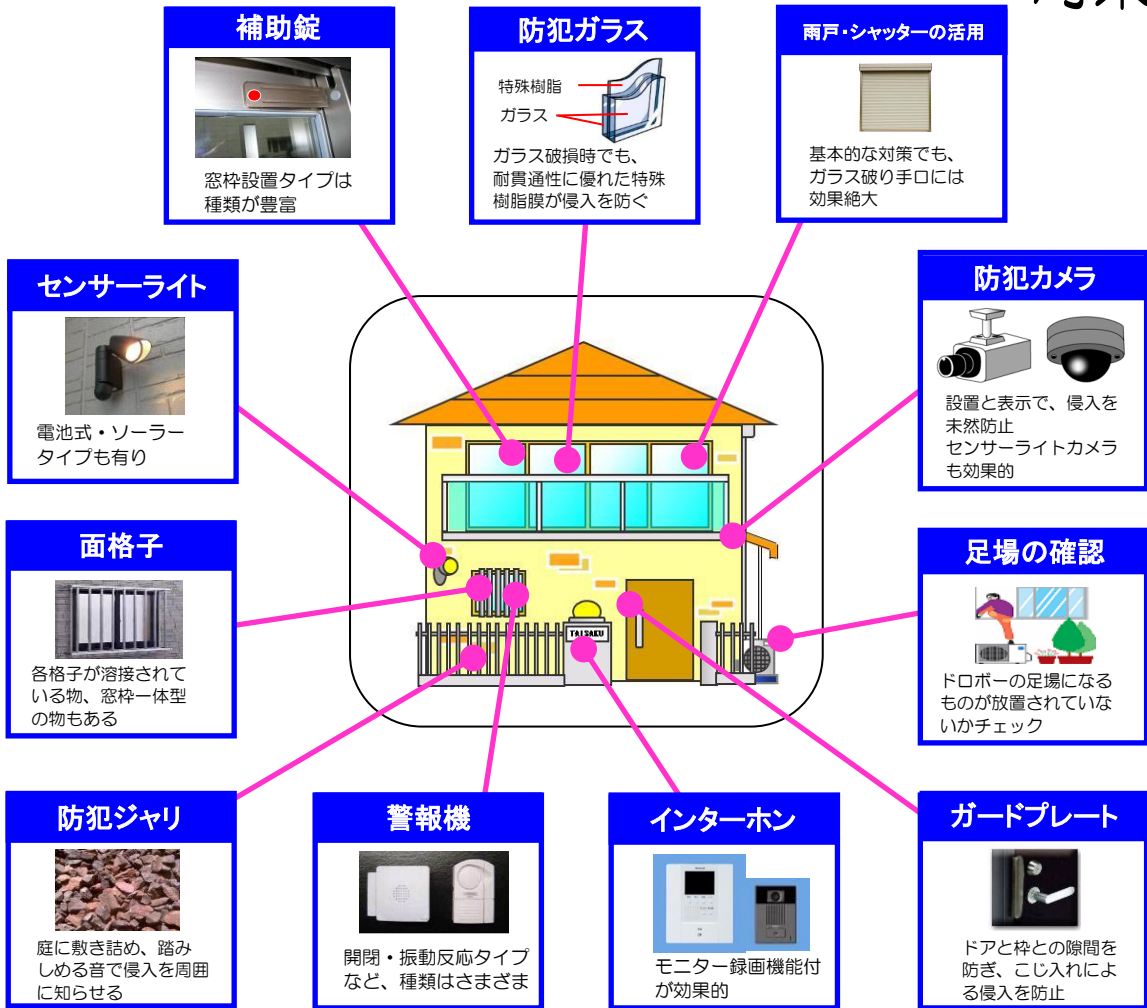 補助錠
窓枠設置タイプは
種類が豊富
防犯ガラス
特殊樹脂
ガラス
ガラス破損時でも、
耐貫通性に優れた特殊
樹脂膜が侵入を防ぐ
雨戸・シャッターの活用
基本的な対策でも、
ガラス破り手口には
効果絶大
センサーライト
電池式・ソーラー
タイプも有り
防犯カメラ
設置と表示で、侵入を
未然防止
センサーライトカメラ
も効果的
面格子
各格子が溶接されて
いる物、窓枠一体型
の物もある
TAISAKU
足場の確認
ドロボーの足場になる
ものが放置されていな
いかチェック
防犯ジャリ
庭に敷き詰め、踏み
しめる音で侵入を周囲
に知らせる
警報機
開閉・振動反応タイプ
など、種類はさまざま
インターホン
モニター録画機能付
が効果的
ガードプレート
ドアと枠との隙間を
防ぎ、こじ入れによ
る侵入を防止